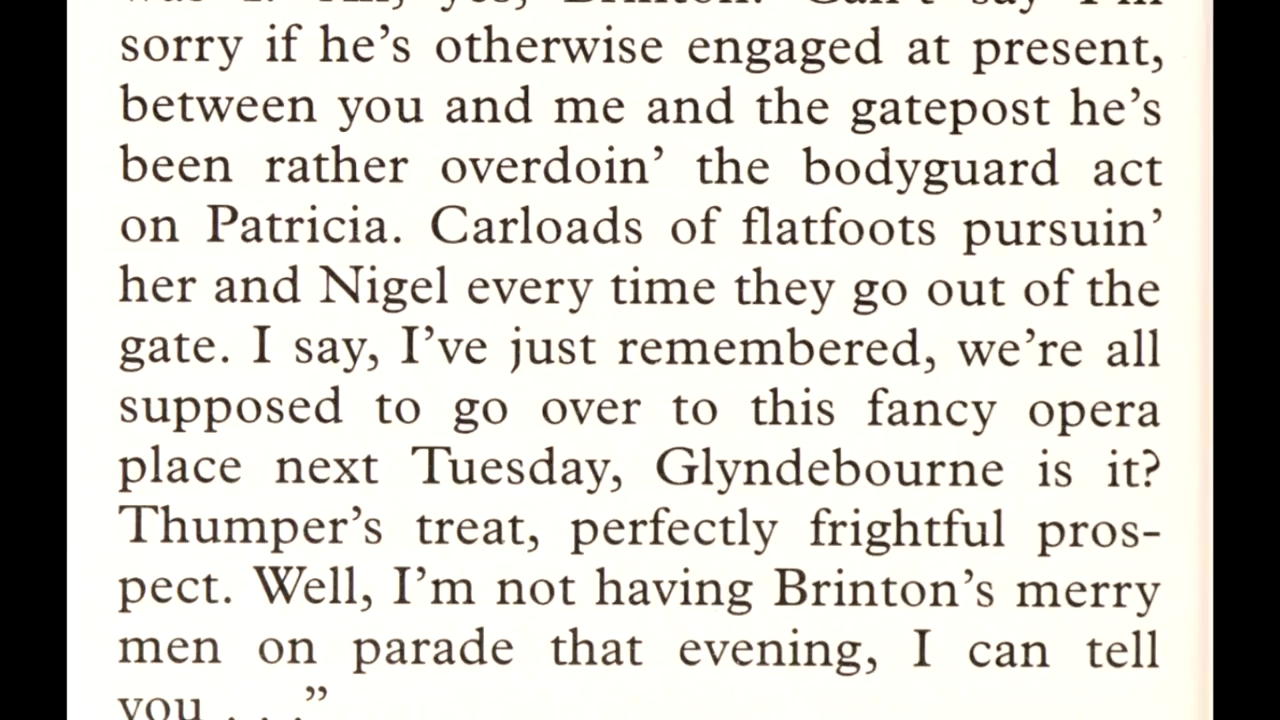 sorry if he’s otherwise engaged at present,
between you and me and the gatepost he’s
been rather overdoin’ the bodyguard act
on Patricia. Carloads of flatfoots pursuin’
her and Nigel every time they go out of the
gate. I say, I’ve just remembered, we’re all
supposed to go over to this fancy opera
place next Tuesday, Glyndebourne is it?
Thumper’s treat, perfectly frightful pros-
pect. Well, I’m not having Brinton’s merry
men on parade that evening, I can tell
you . . .”